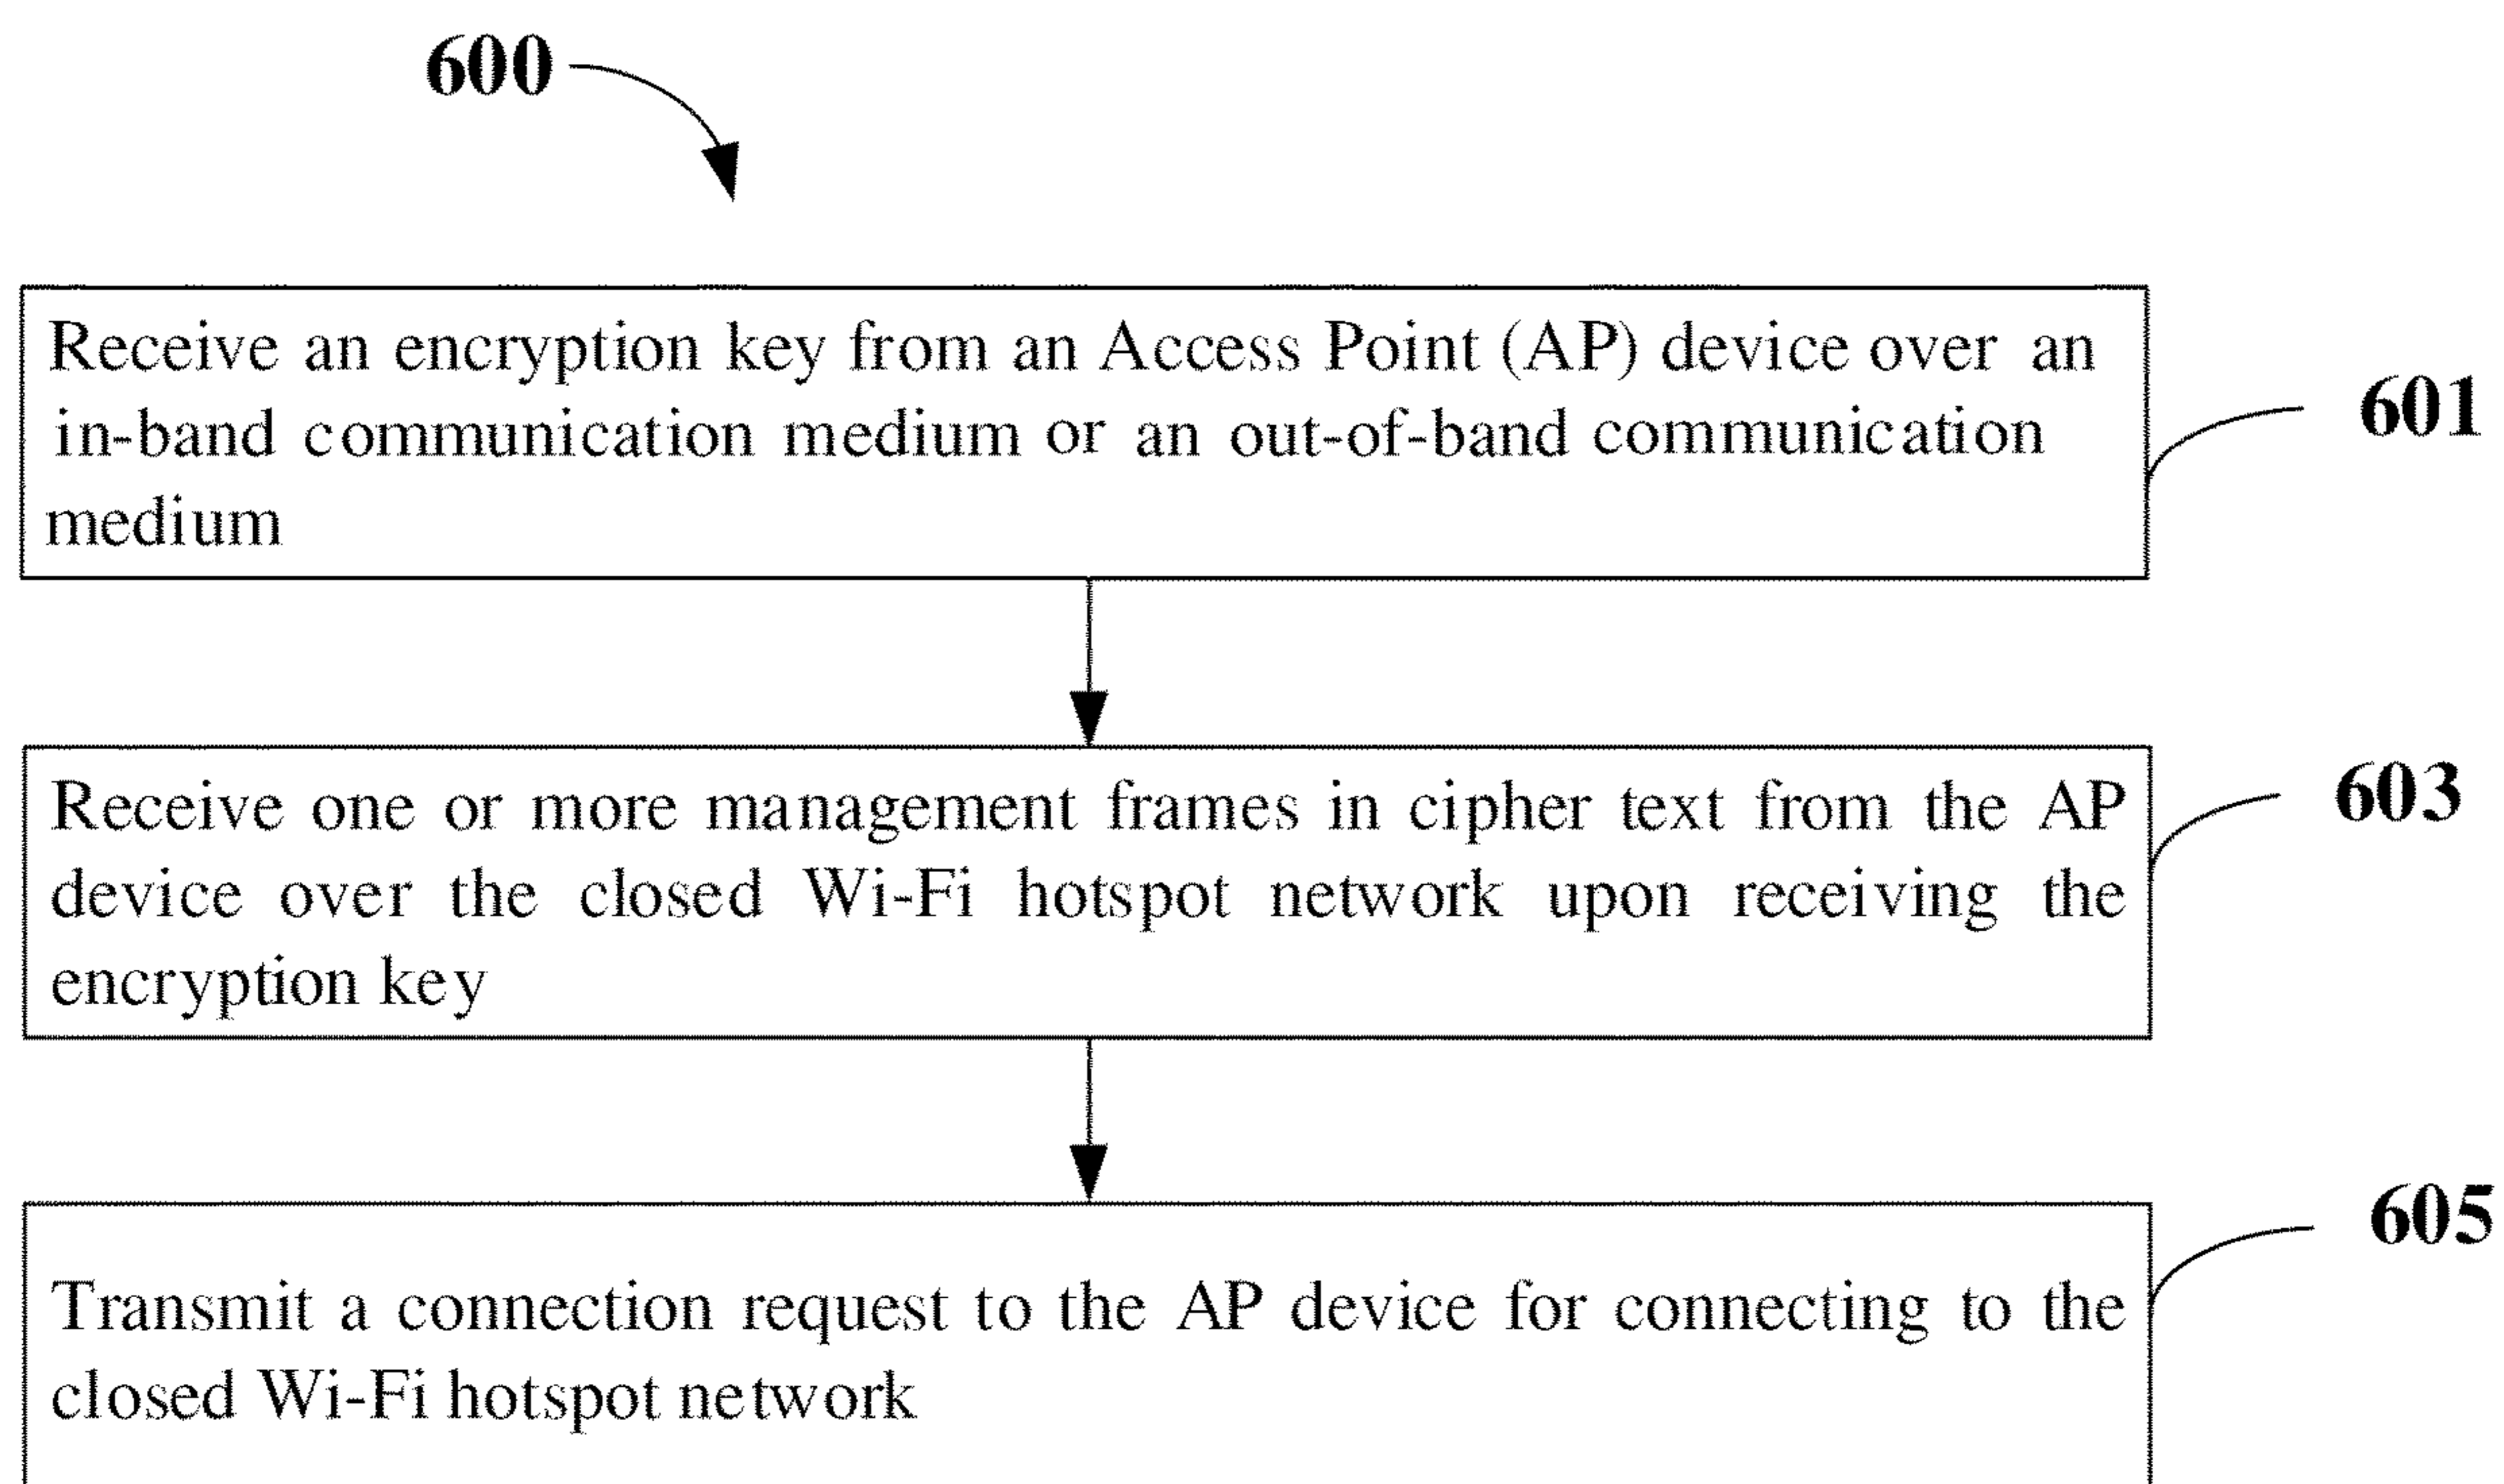 600
Receive an encryption key from an Access Point (AP) device over an
in-band communication medium or an out-of-band communication
medium
601
Receive one or more management frames in cipher text from the AP
device over the closed Wi-Fi hotspot network upon receiving the
encryption key
603
Transmit a connection request to the AP device for connecting to the
closed Wi-Fi hotspot network
605